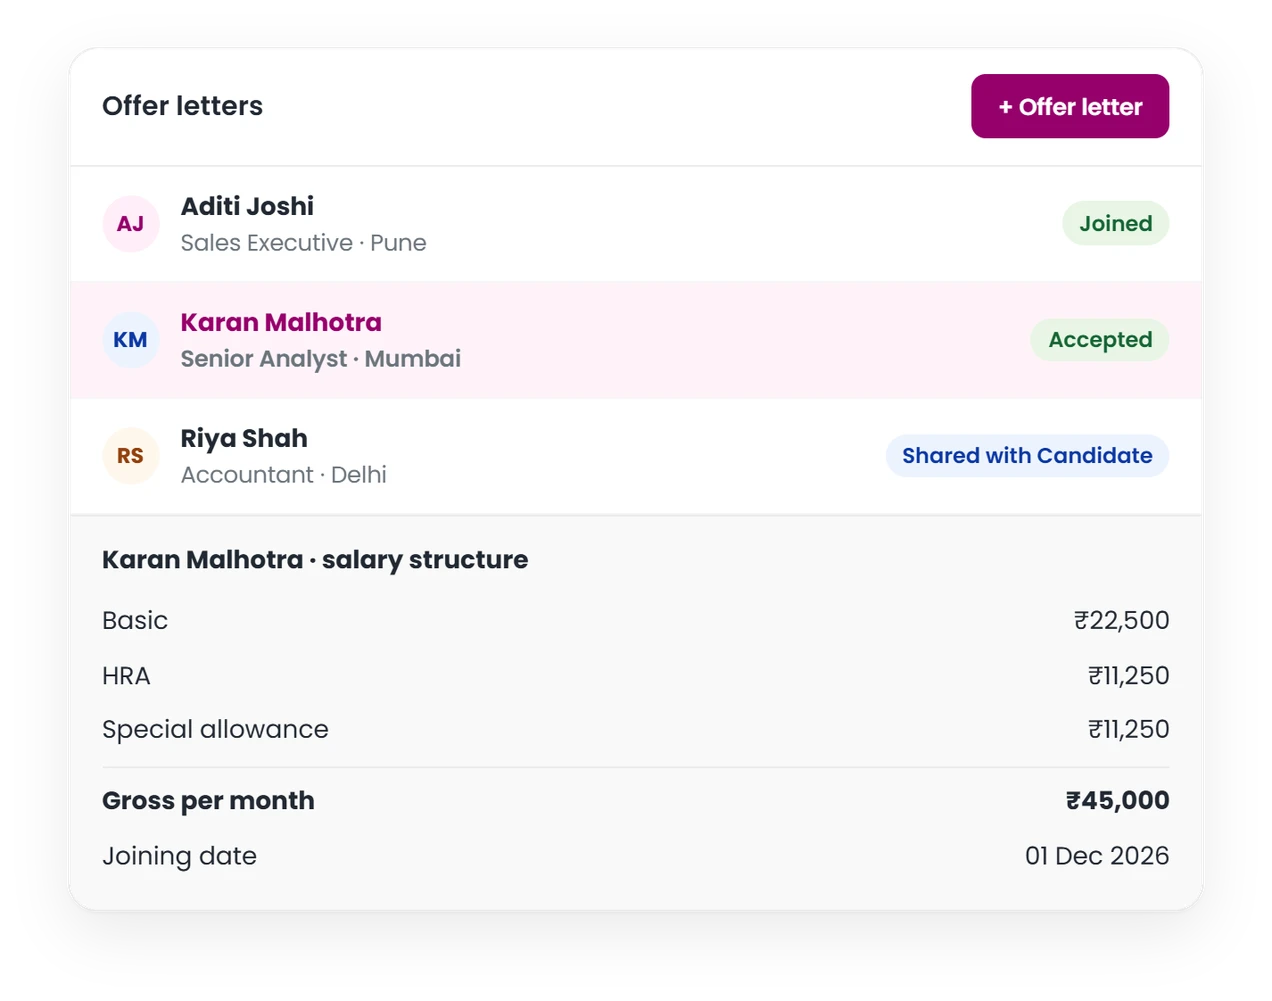 Offer letters
+ Offer letter
AJ
Aditi Joshi
Sales Executive · Pune
Joined
KM
Karan Malhotra
Senior Analyst · Mumbai
Accepted
RS
Riya Shah
Accountant · Delhi
Shared with Candidate
Karan Malhotra · salary structure
Basic ₹22,500
HRA ₹11,250
Special allowance ₹11,250
Gross per month ₹45,000
Joining date 01 Dec 2026